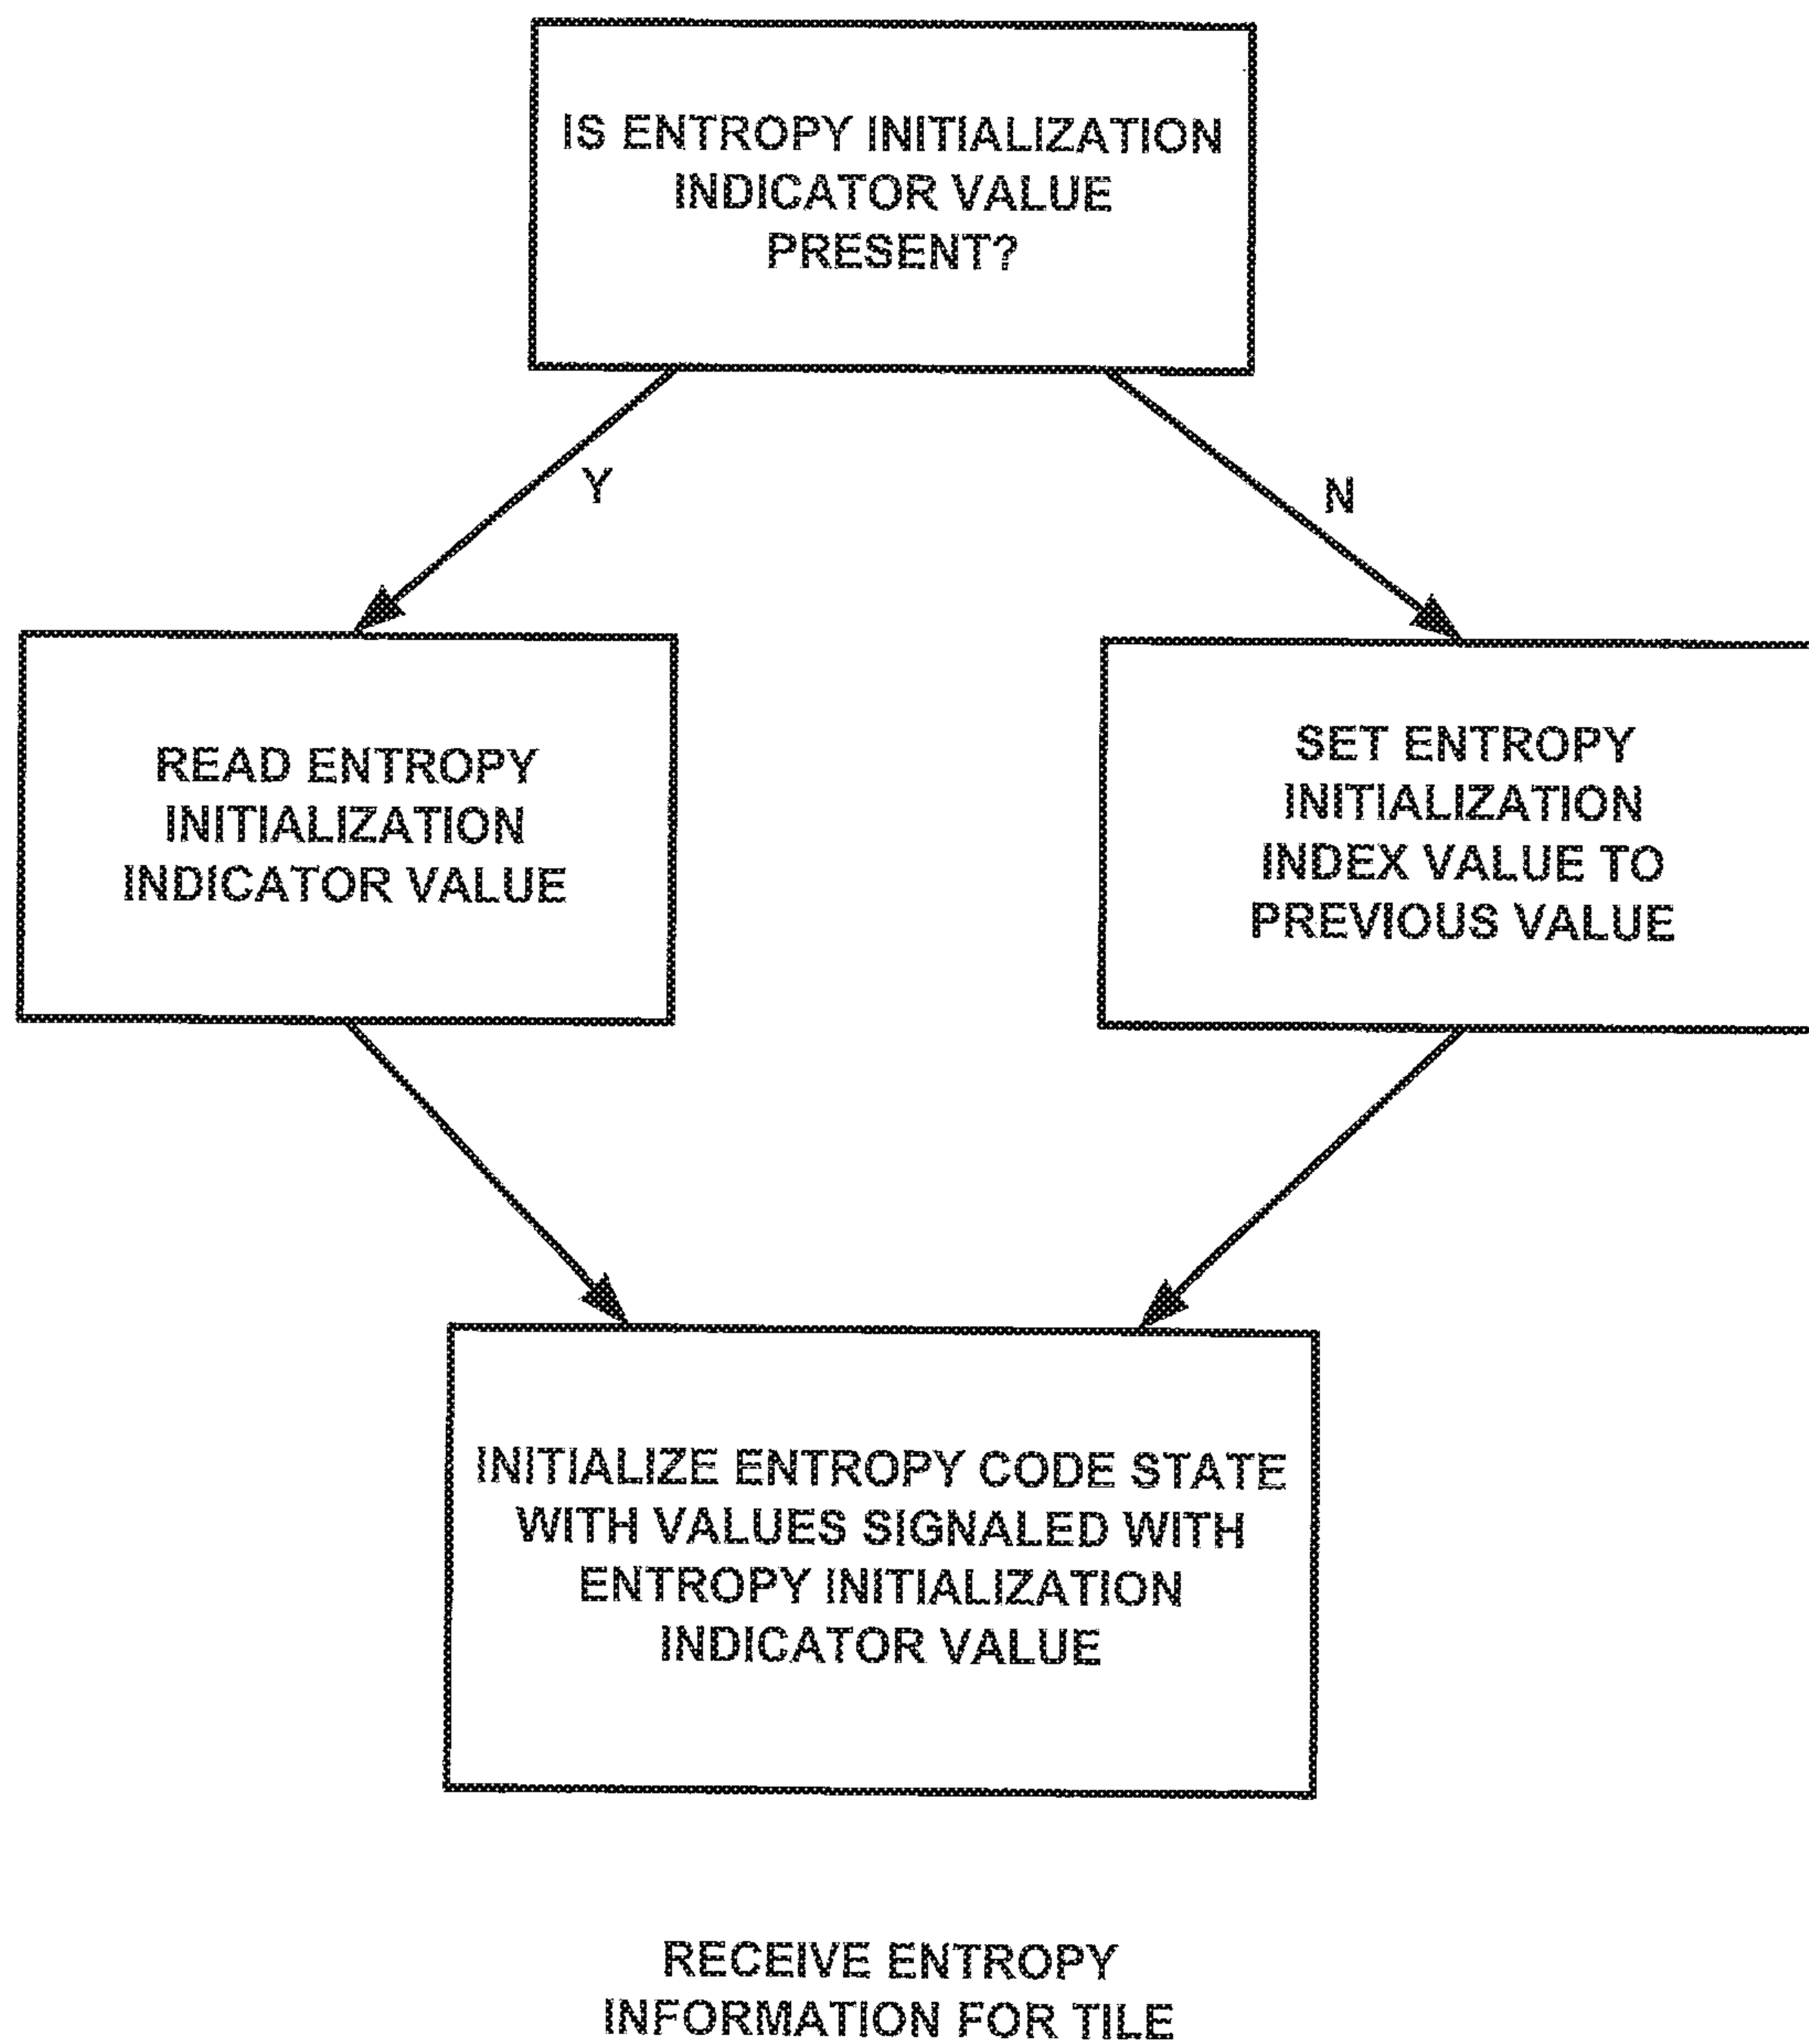 IS ENTROPY INITIALIZATION
INDICATOR VALUE
PRESENT?
Y
N
READ ENTROPY
INITIALIZATION
INDICATOR VALUE
SET ENTROPY
INITIALIZATION
INDEX VALUE TO
PREVIOUS VALUE
INITIALIZE ENTROPY CODE STATE
WITH VALUES SIGNALED WITH
ENTROPY INITIALIZATION
INDICATOR VALUE
RECEIVE ENTROPY
INFORMATION FOR TILE